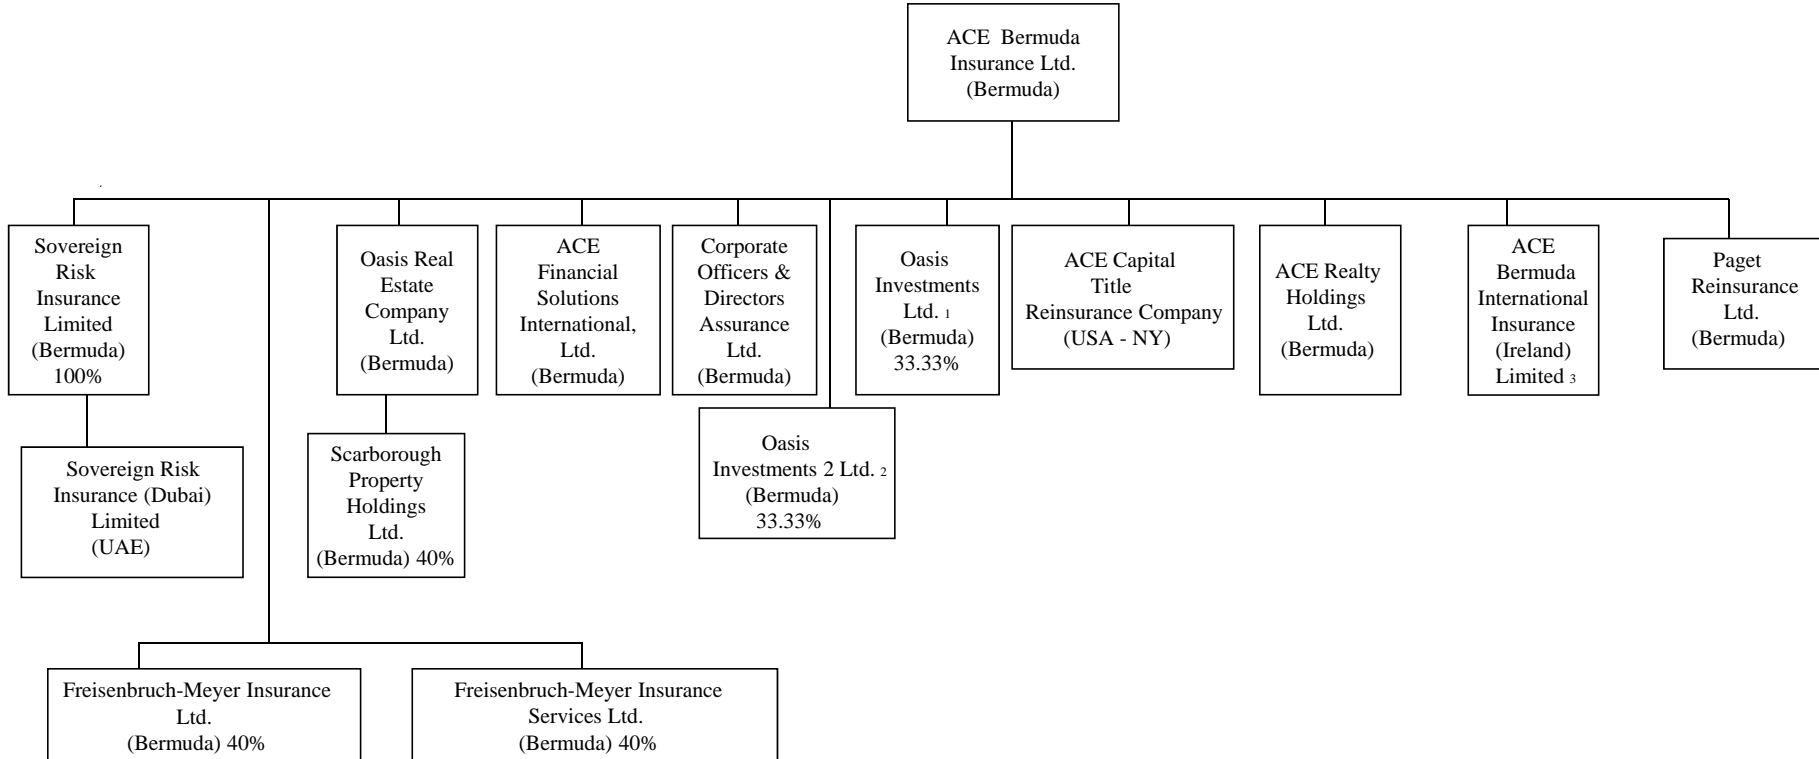 ACE Bermuda
Insurance Ltd.
(Bermuda)
Sovereign
Risk
Insurance
Limited
(Bermuda)
100%
Oasis Real
Estate
Company
Ltd.
(Bermuda)
ACE
Financial
Solutions
International,
Ltd.
(Bermuda)
Corporate
Officers &
Directors
Assurance
Ltd.
(Bermuda)
Oasis
Investments
Ltd. 1
(Bermuda)
33.33%
ACE Capital
Title
Reinsurance Company
(USA - NY)
ACE Realty
Holdings
Ltd.
(Bermuda)
ACE
Bermuda
International
Insurance
(Ireland)
Limited 3
Paget
Reinsurance
Ltd.
(Bermuda)
Sovereign Risk
Insurance (Dubai)
Limited
(UAE)
Scarborough
Property
Holdings
Ltd.
(Bermuda) 40%
Oasis
Investments 2 Ltd. 2
(Bermuda)
33.33%
Freisenbruch-Meyer Insurance
Ltd.
(Bermuda) 40%
Freisenbruch-Meyer Insurance
Services Ltd.
(Bermuda) 40%